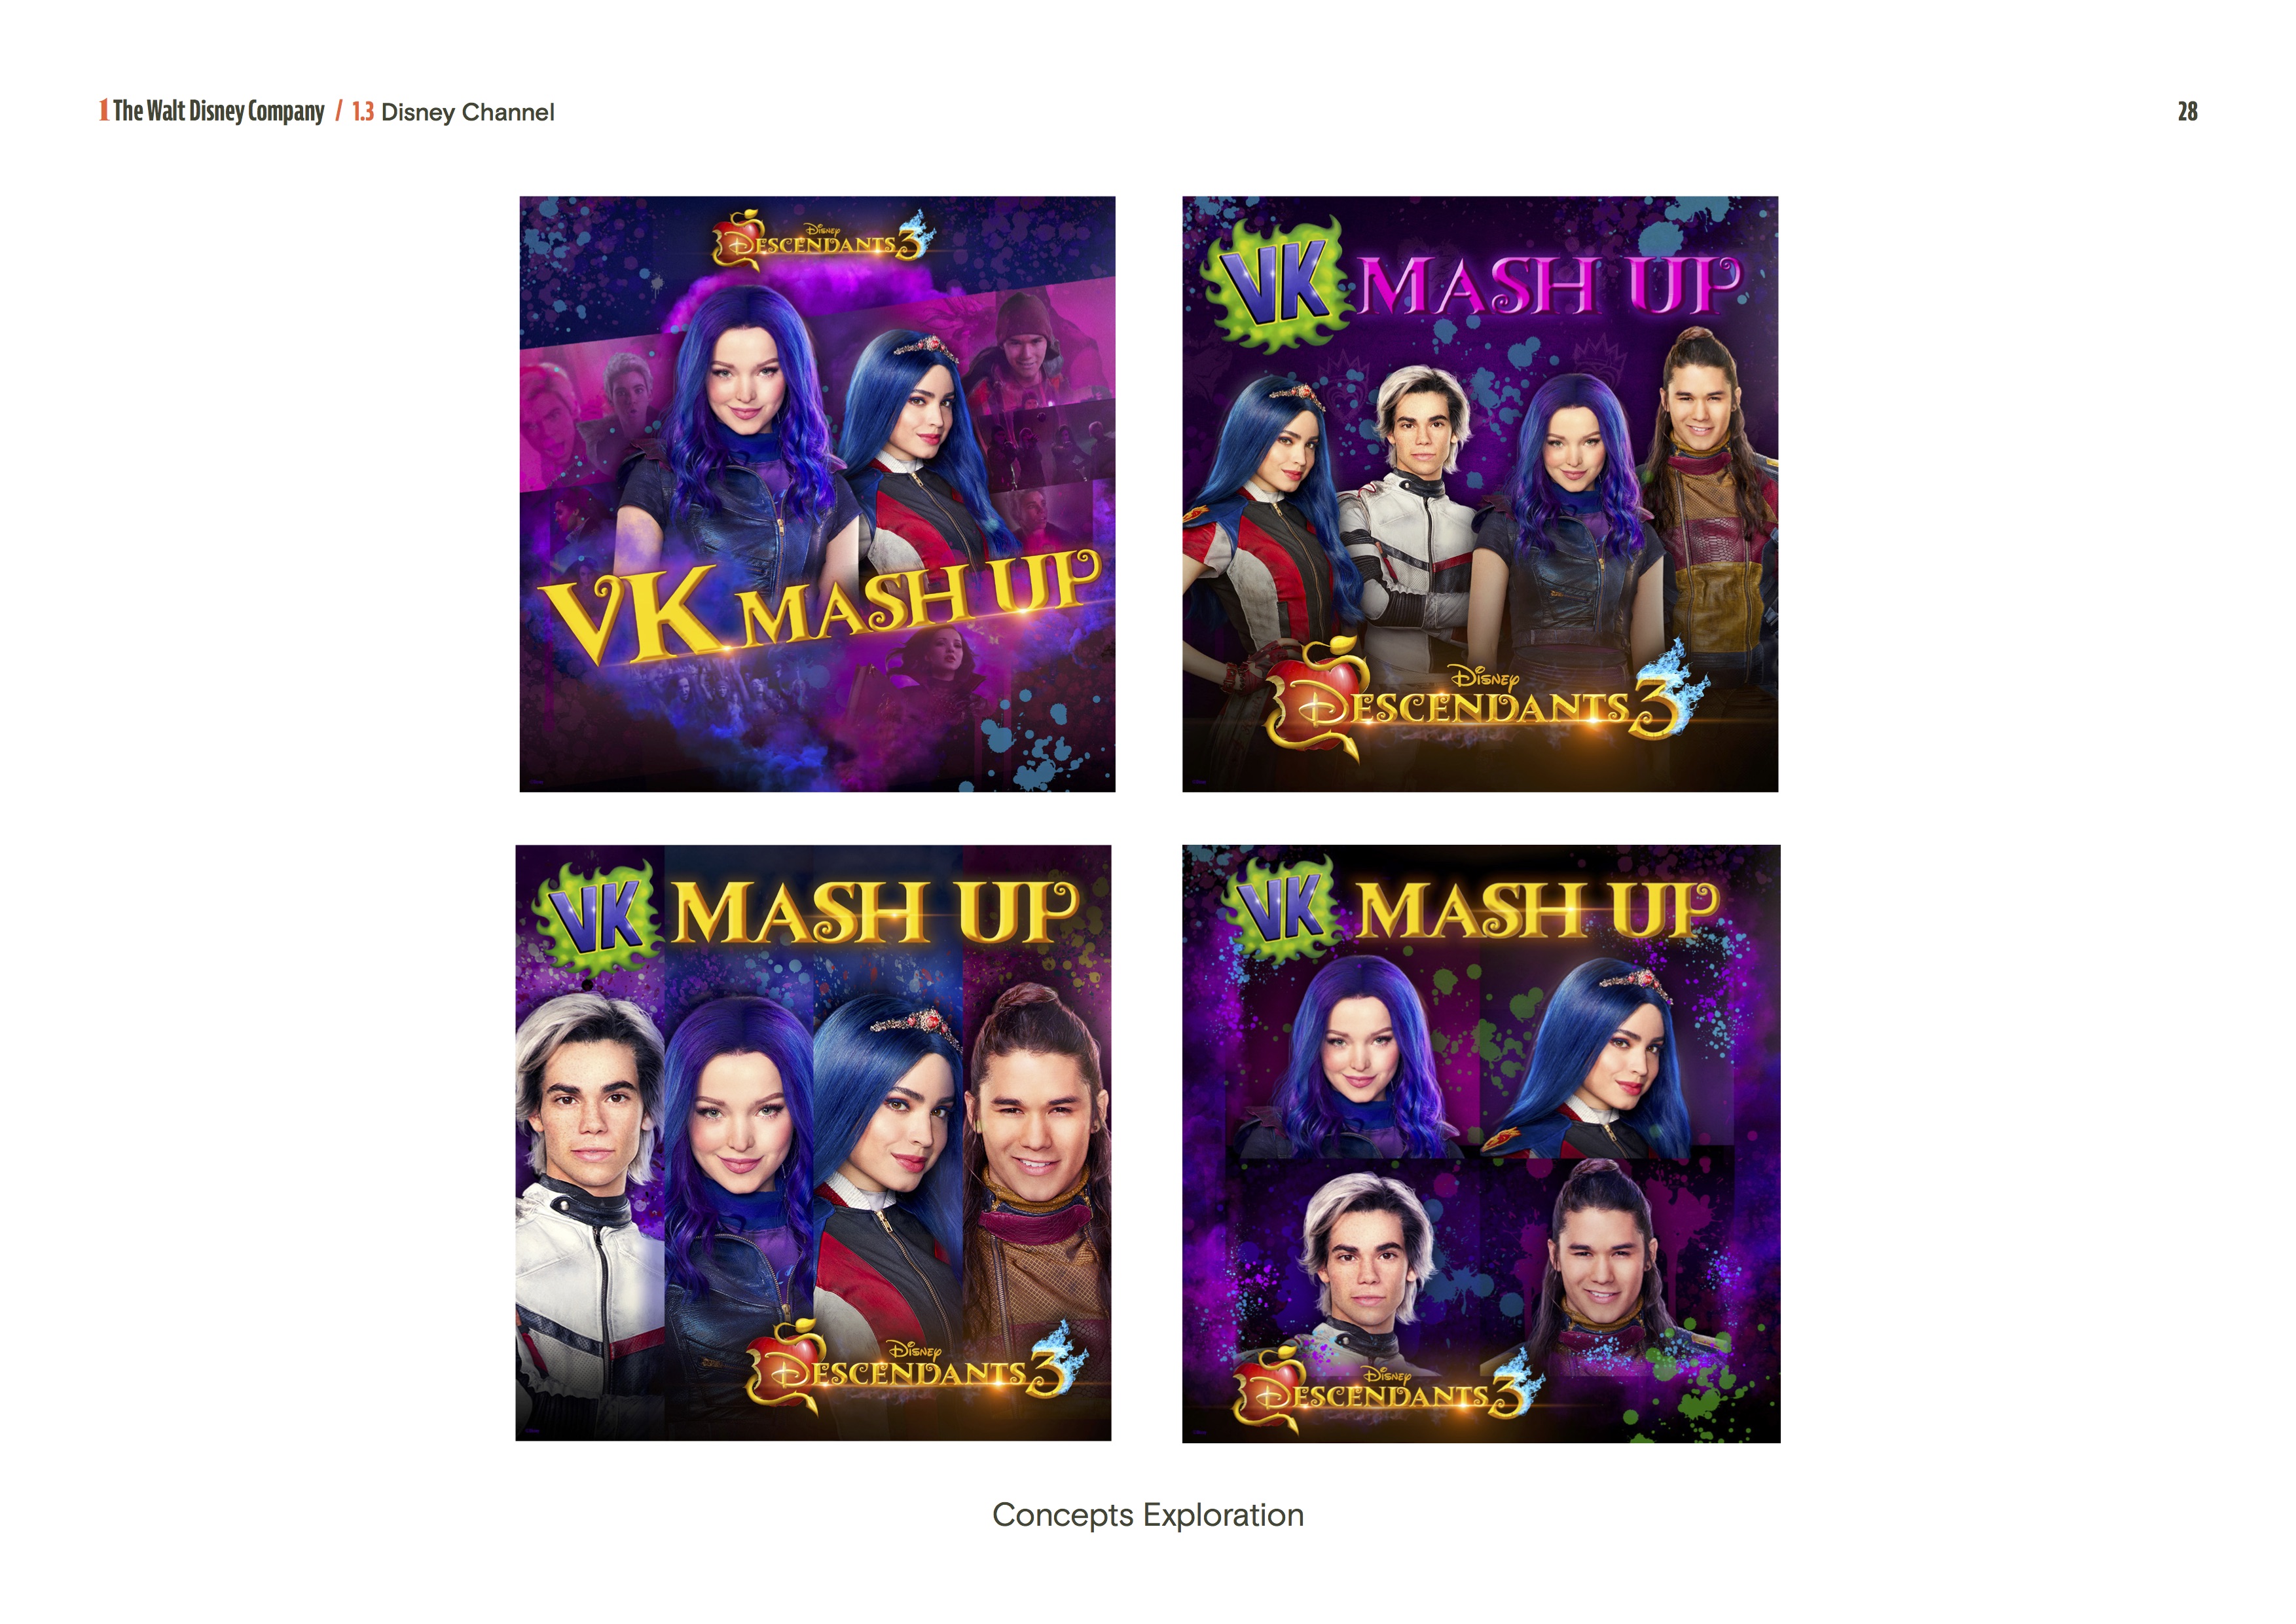 1 The Walt Disney Company / 1.3 Disney Channel
28
Disney
DESCENDANTS 3
VK MASH UP
VK MASH UP
Disney
DESCENDANTS 3
VK MASH UP
Disney
DESCENDANTS 3
VK MASH UP
Disney
DESCENDANTS 3
Concepts Exploration